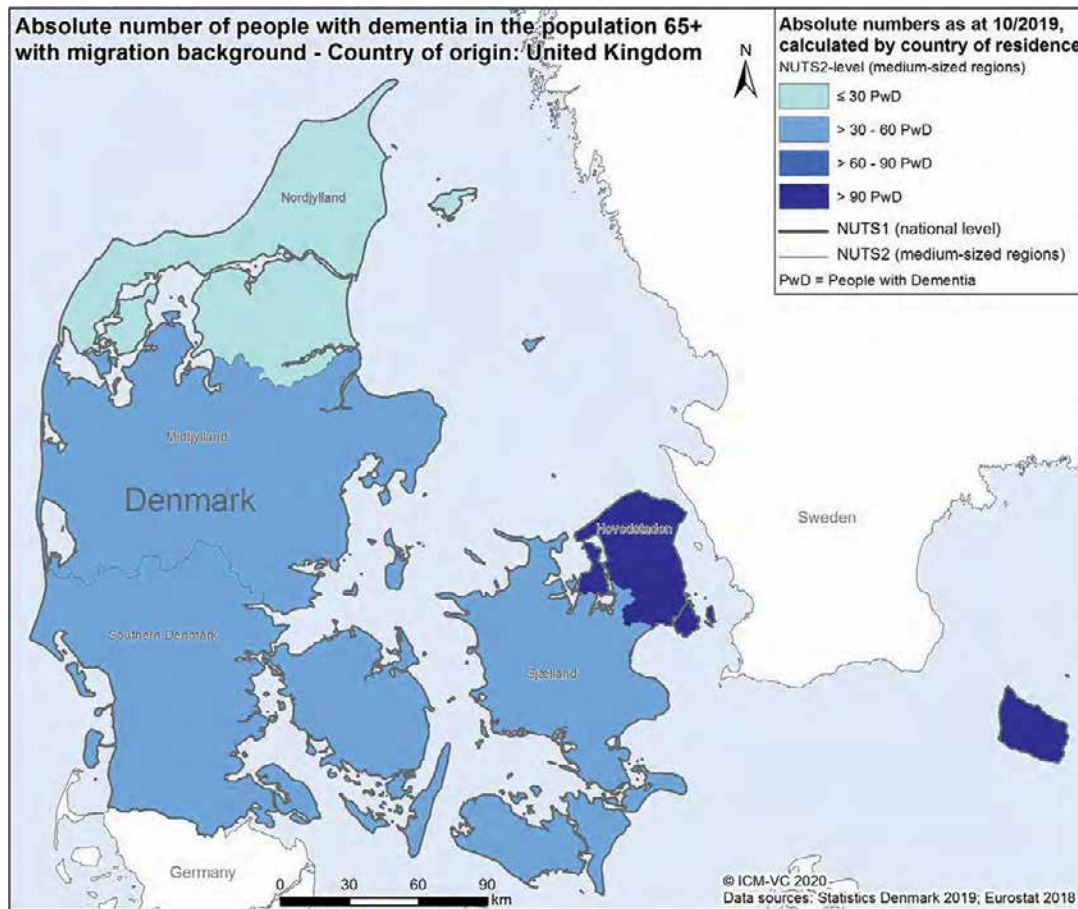 Absolute number of people with dementia in the population 65+
with migration background - Country of origin: United Kingdom
N
Absolute numbers as at 10/2019,
calculated by country of residence
NUTS2-level (medium-sized regions)
≤ 30 PwD
> 30 - 60 PwD
> 60 - 90 PwD
> 90 PwD
NUTS1 (national level)
NUTS2 (medium-sized regions)
PwD = People with Dementia
Nordjylland
Midtjylland
Denmark
Hovedstaden
Sweden
Southern Denmark
Sjælland
Germany
0 30 60 90
km
© ICM-VC 2020
Data sources: Statistics Denmark 2019; Eurostat 2018